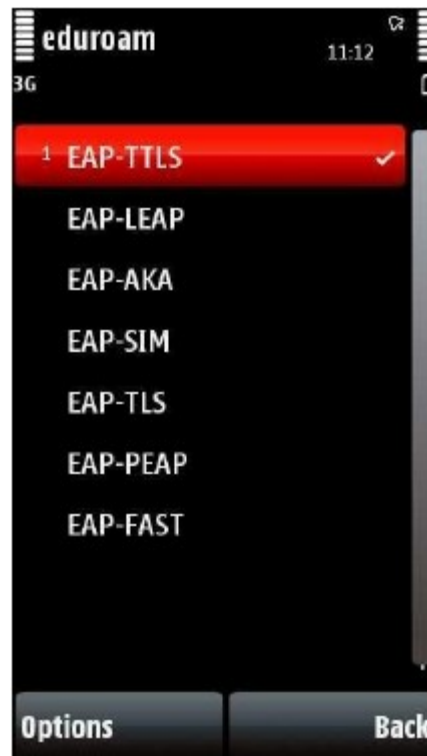 eduroam
11:12
3G
1 EAP-TTLS
EAP-LEAP
EAP-AKA
EAP-SIM
EAP-TLS
EAP-PEAP
EAP-FAST
Options Back